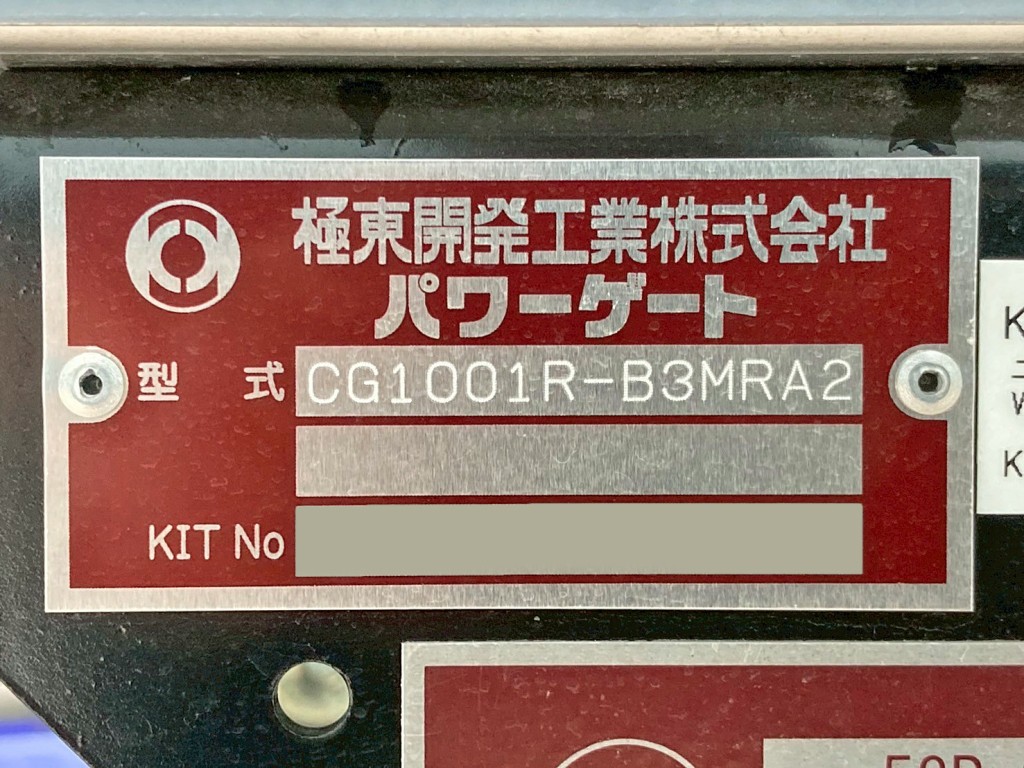 極東開発工業株式会社
パワーゲート
型 式 CG1001R-B3MRA2
KIT No
K
K